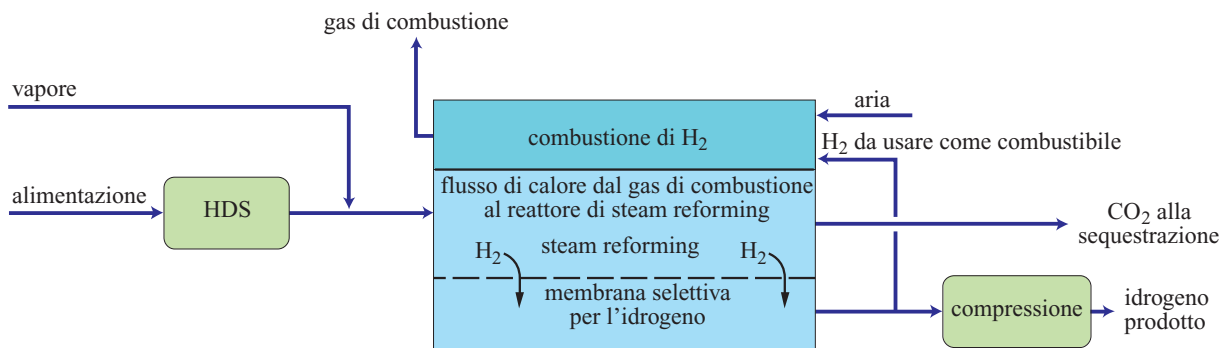 gas di combustione
vapore
aria
combustione di H₂
H₂ da usare come combustibile
alimentazione
HDS
flusso di calore dal gas di combustione
al reattore di steam reforming
CO₂ alla
sequestrazione
steam reforming
H₂
H₂
membrana selettiva
per l'idrogeno
compressione
idrogeno
prodotto